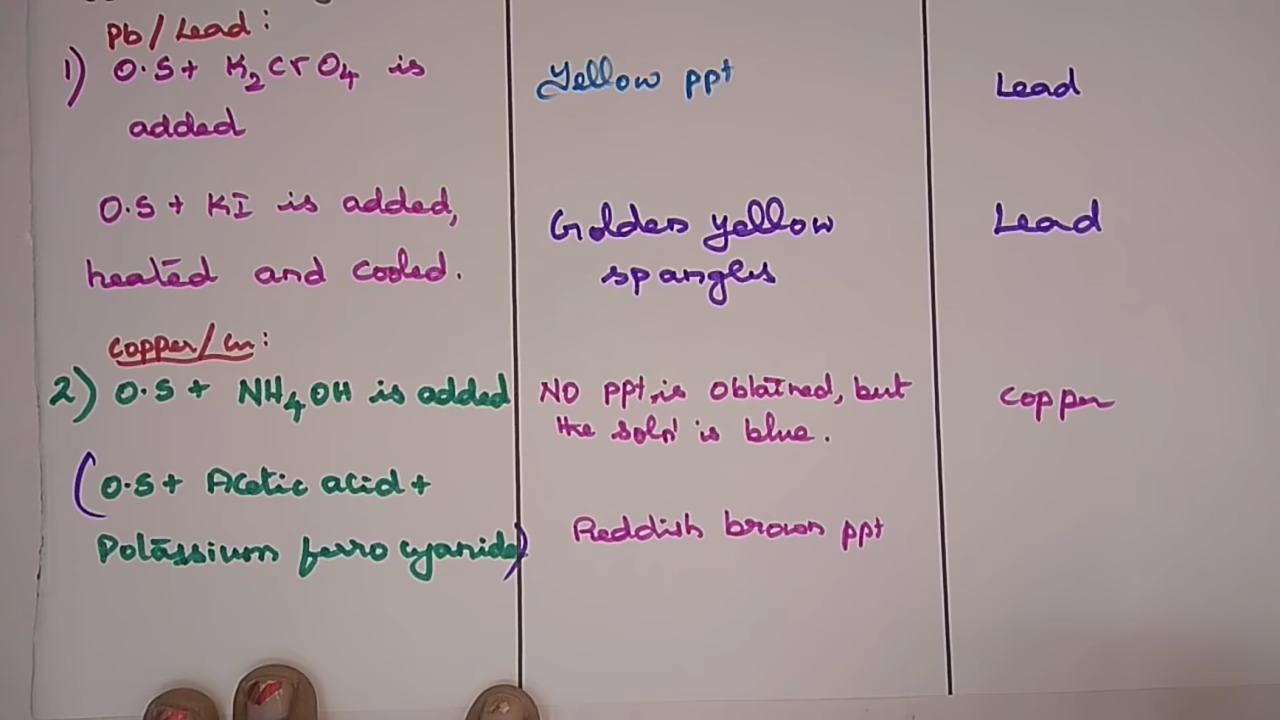 Pb/Lead:
1) O.S + K2CrO4 is
added
Yellow ppt
Lead
O.S + KI is added,
heated and cooled.
Golden yellow
spangles
Lead
Copper/Cu:
2) O.S + NH4OH is added
No ppt is obtained, but
the soln is blue.
Copper
(O.S + Acetic acid +
Potassium ferro cyanide)
Reddish brown ppt